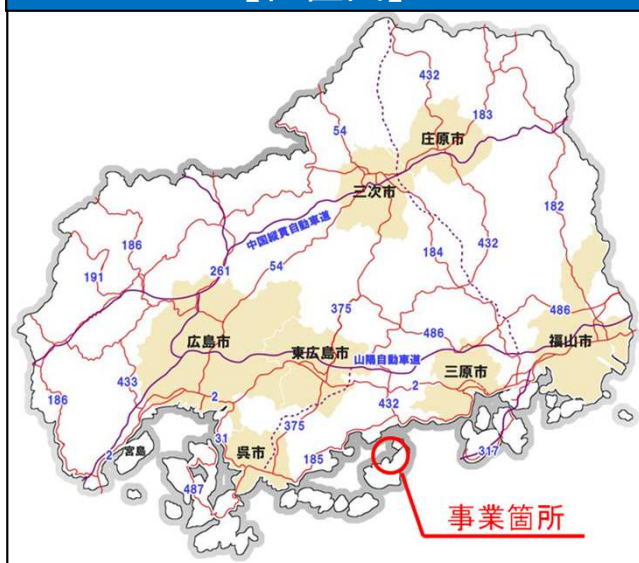 432
183
54
庄原市
三次市
182
中国縦貫自動車道
186
191
261
54
184
432
375
486
486
広島市
東広島市
山陽自動車道
福山市
三原市
186
433
2
2
432
375
31
呉市
185
2
宮島
317
487
事業箇所